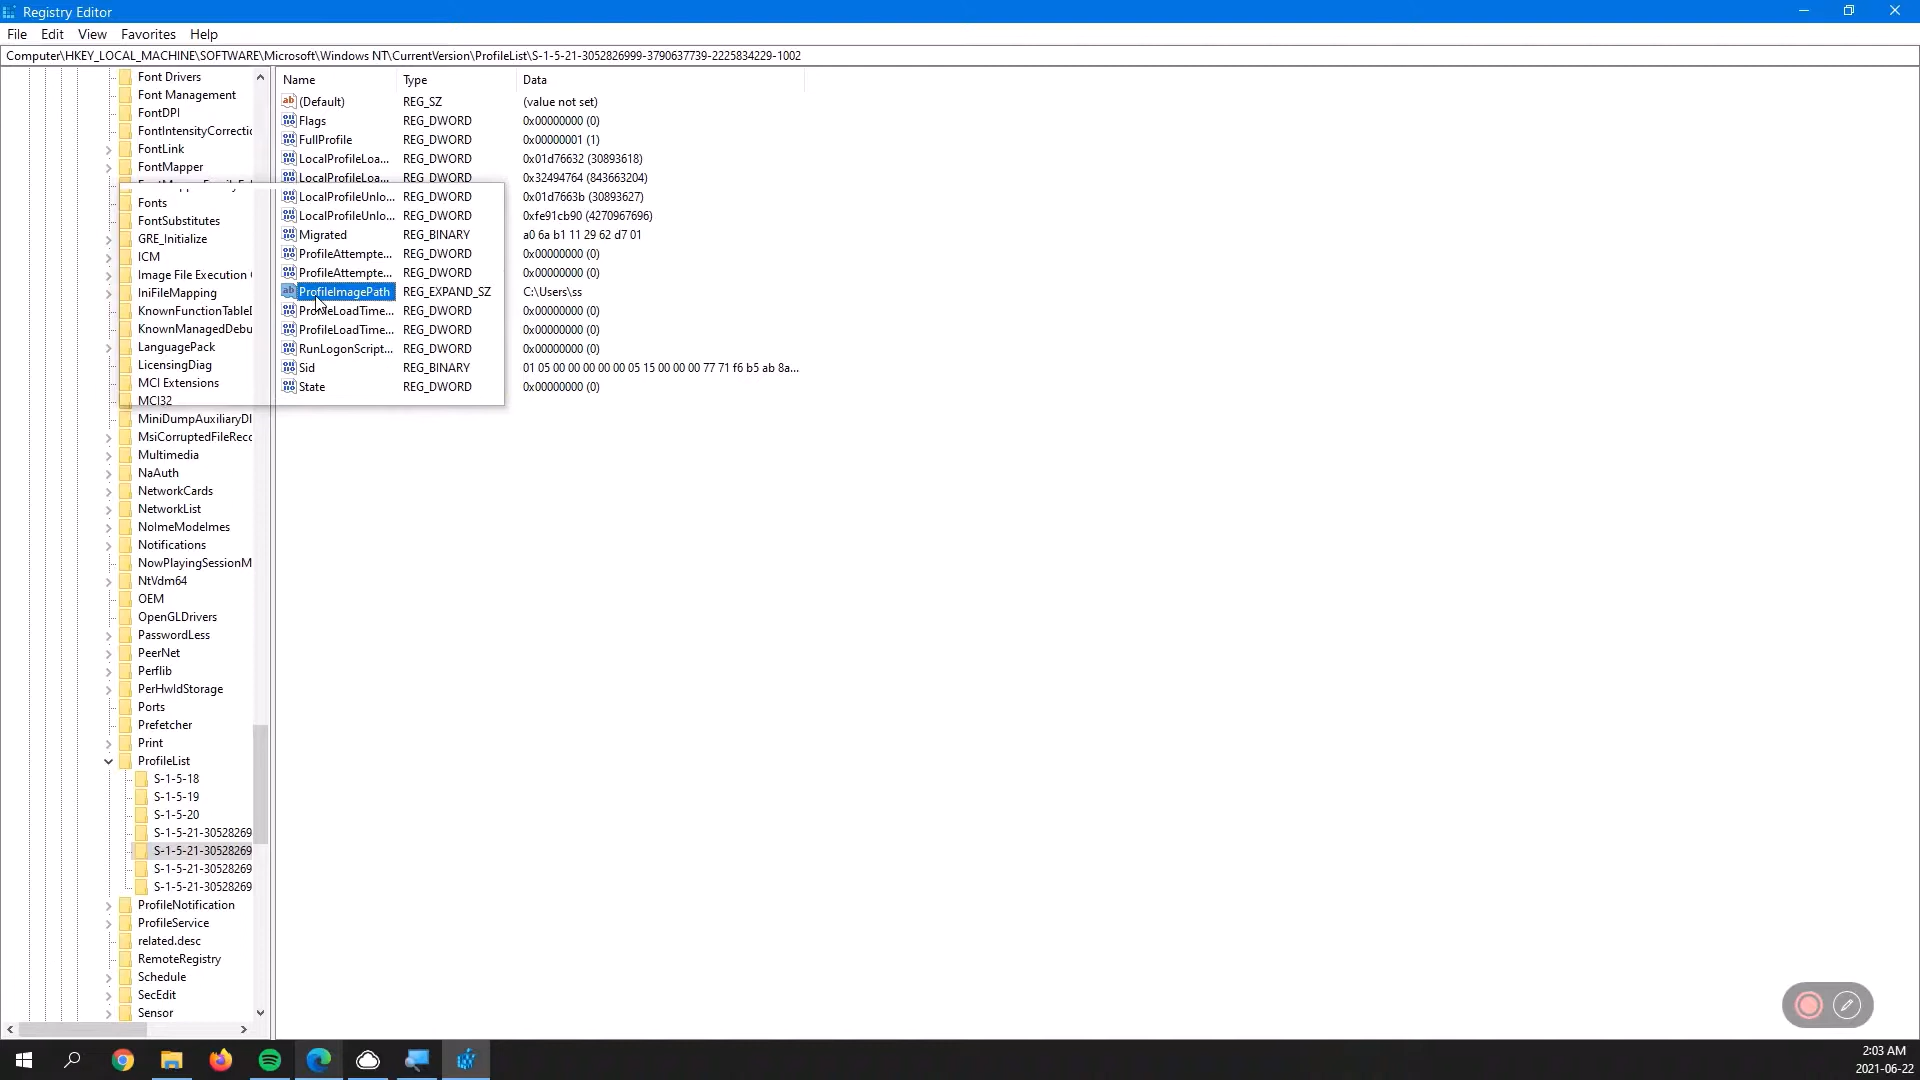 Registry Editor
File Edit View Favorites Help
Computer\HKEY_LOCAL_MACHINE\SOFTWARE\Microsoft\Windows NT\CurrentVersion\ProfileList\S-1-5-21-3052826999-3790637739-2225834229-1002
Font Drivers
Font Management
FontDPI
FontIntensityCorrectic
FontLink
FontMapper
Fonts
FontSubstitutes
GRE_Initialize
ICM
Image File Execution
IniFileMapping
KnownFunctionTableD
KnownManagedDebu
LanguagePack
LicensingDiag
MCI Extensions
MCI32
MiniDumpAuxiliaryDl
MsiCorruptedFileRecc
Multimedia
NaAuth
NetworkCards
NetworkList
NoImeModeImes
Notifications
NowPlayingSessionM
NtVdm64
OEM
OpenGLDrivers
PasswordLess
PeerNet
Perflib
PerHwIdStorage
Ports
Prefetcher
Print
ProfileList
S-1-5-18
S-1-5-19
S-1-5-20
S-1-5-21-30528269
S-1-5-21-30528269
S-1-5-21-30528269
S-1-5-21-30528269
ProfileNotification
ProfileService
related.desc
RemoteRegistry
Schedule
SecEdit
Sensor
Name Type Data
(Default) REG_SZ (value not set)
Flags REG_DWORD 0x00000000 (0)
FullProfile REG_DWORD 0x00000001 (1)
LocalProfileLoa... REG_DWORD 0x01d76632 (30893618)
LocalProfileLoa... REG_DWORD 0x32494764 (843663204)
LocalProfileUnlo... REG_DWORD 0x01d7663b (30893627)
LocalProfileUnlo... REG_DWORD 0xfe91cb90 (4270967696)
Migrated REG_BINARY a0 6a b1 11 29 62 d7 01
ProfileAttempte... REG_DWORD 0x00000000 (0)
ProfileAttempte... REG_DWORD 0x00000000 (0)
ProfileImagePath REG_EXPAND_SZ C:\Users\ss
ProfileLoadTime... REG_DWORD 0x00000000 (0)
ProfileLoadTime... REG_DWORD 0x00000000 (0)
RunLogonScript... REG_DWORD 0x00000000 (0)
Sid REG_BINARY 01 05 00 00 00 00 00 05 15 00 00 00 77 71 f6 b5 ab 8a...
State REG_DWORD 0x00000000 (0)
2:03 AM
2021-06-22